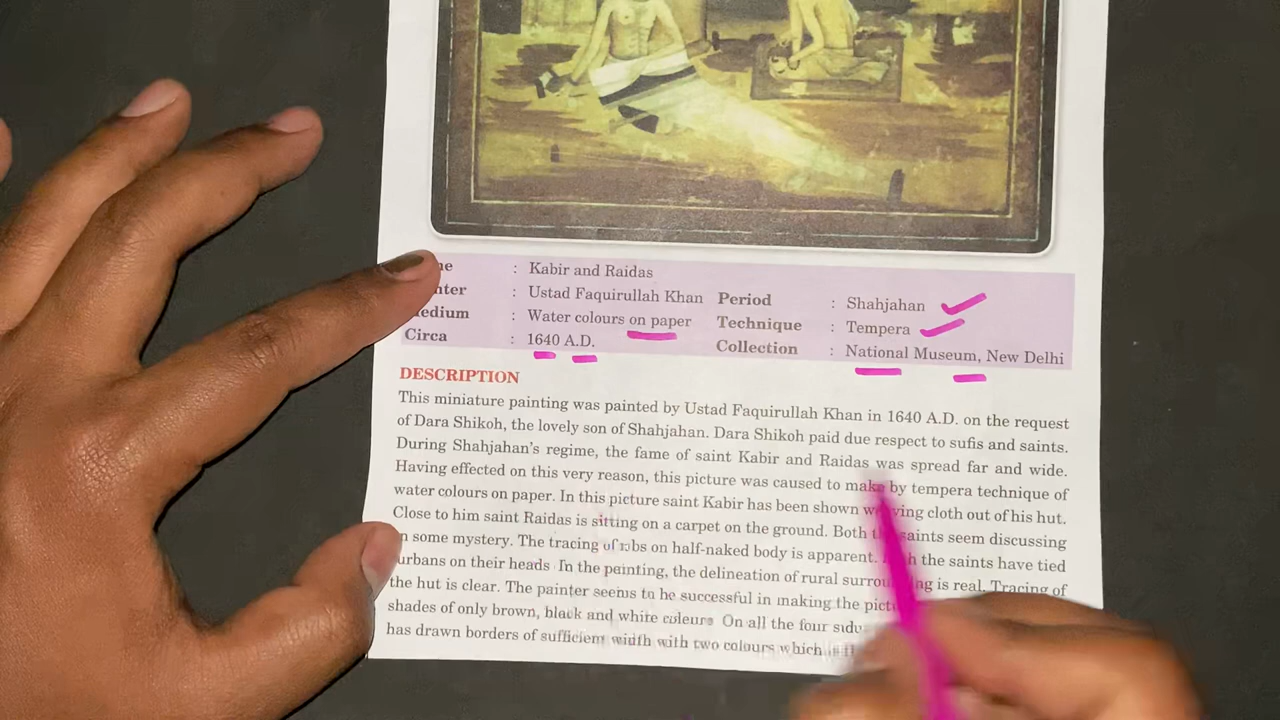 : Kabir and Raidas
: Ustad Faquirullah Khan Period : Shahjahan
: Water colours on paper Technique : Tempera
Circa : 1640 A.D. Collection : National Museum, New Delhi
DESCRIPTION
This miniature painting was painted by Ustad Faquirullah Khan in 1640 A.D. on the request
of Dara Shikoh, the lovely son of Shahjahan. Dara Shikoh paid due respect to sufis and saints.
During Shahjahan's regime, the fame of saint Kabir and Raidas was spread far and wide.
Having effected on this very reason, this picture was caused to make by tempera technique of
water colours on paper. In this picture saint Kabir has been shown weaving cloth out of his hut.
Close to him saint Raidas is sitting on a carpet on the ground. Both saints seem discussing
on some mystery. The tracing of ribs on half-naked body is apparent. the saints have tied
turbans on their heads In the painting, the delineation of rural is real. Tracing of
the hut is clear. The painter seems to be successful in making the
shades of only brown, black and white colours On all the four
has drawn borders of sufficient width with two colours which